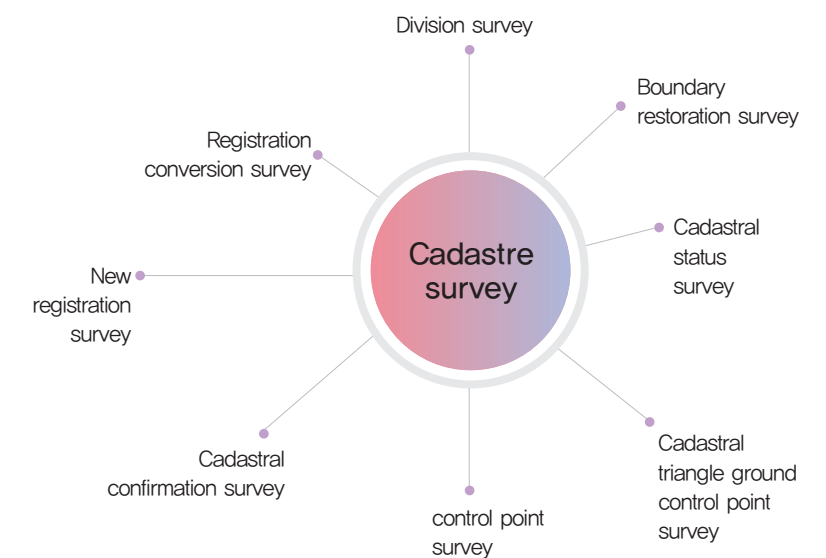 Division survey
Boundary
restoration survey
Registration
conversion survey
Cadastral
status
survey
Cadastre
survey
New
registration
survey
Cadastral
confirmation survey
Cadastral
triangle ground
control point
survey
control point
survey